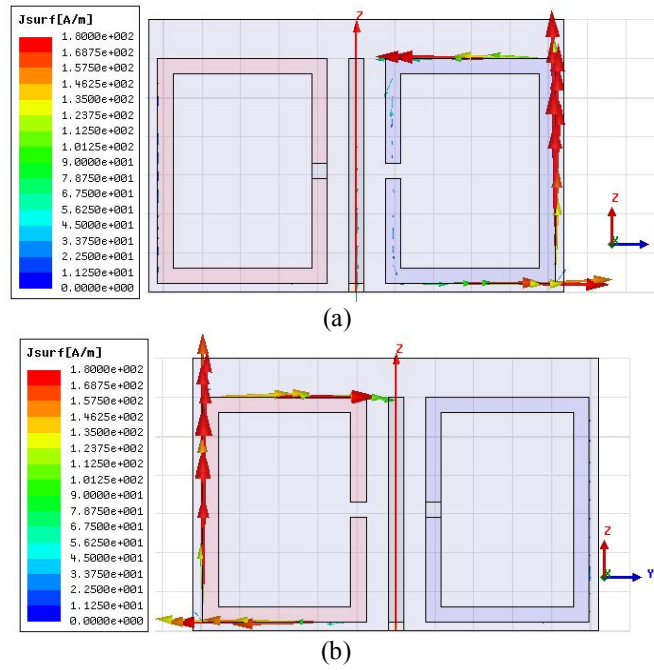 Jsurf[A/m]
1.8000e+002
1.6875e+002
1.5750e+002
1.4625e+002
1.3500e+002
1.2375e+002
1.1250e+002
1.0125e+002
9.0000e+001
7.8750e+001
6.7500e+001
5.6250e+001
4.5000e+001
3.3750e+001
2.2500e+001
1.1250e+001
0.0000e+000
Z
Z
(a)
Jsurf[A/m]
1.8000e+002
1.6875e+002
1.5750e+002
1.4625e+002
1.3500e+002
1.2375e+002
1.1250e+002
1.0125e+002
9.0000e+001
7.8750e+001
6.7500e+001
5.6250e+001
4.5000e+001
3.3750e+001
2.2500e+001
1.1250e+001
0.0000e+000
Z
Z
Y
(b)